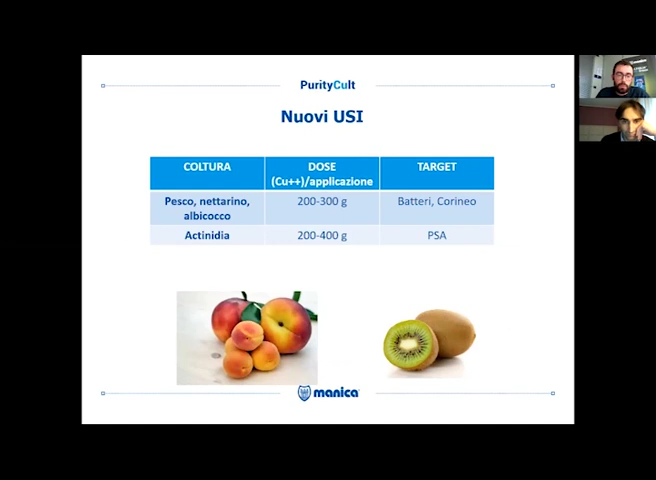 PurityCult
Nuovi USI
COLTURA
DOSE
(Cu++)/applicazione
TARGET
Pesco, nettarino,
albicocco
200-300 g
Batteri, Corineo
Actinidia
200-400 g
PSA
manica